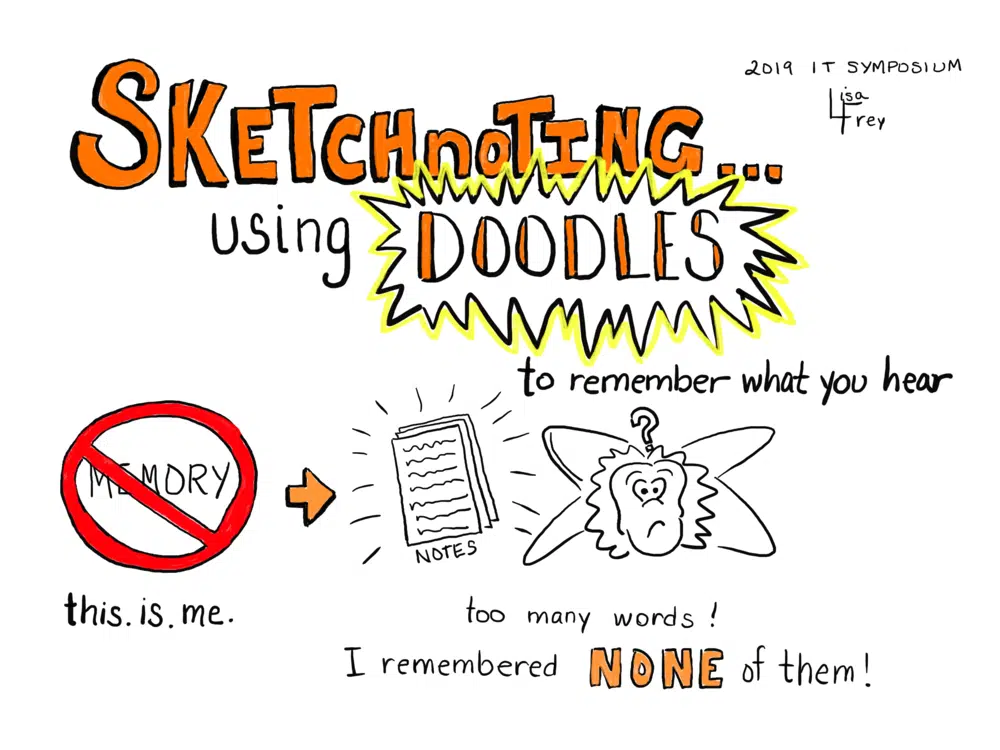 SKETCHnoTING...
2019 IT SYMPOSIUM
Lisa
Frey
using DOODLES
to remember what you hear
MEMORY
?
NOTES
this.is.me.
too many words!
I remembered NONE of them!